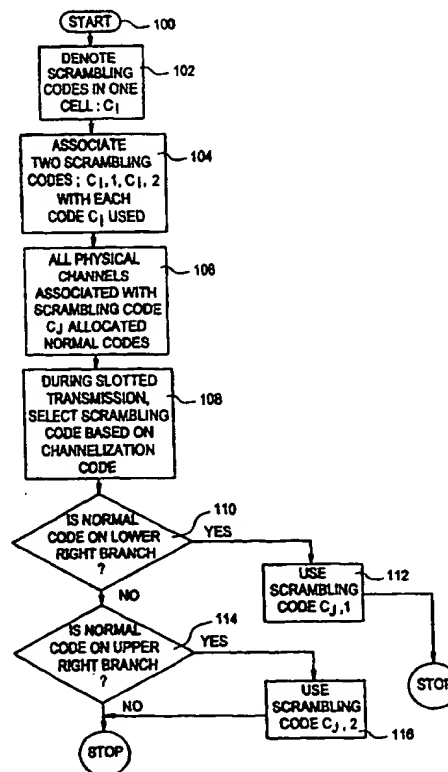 START
100
DENOTE
SCRAMBLING
CODES IN ONE
CELL: Ci
102
ASSOCIATE
TWO SCRAMBLING
CODES; Ci, 1, Ci, 2
WITH EACH
CODE Ci USED
104
ALL PHYSICAL
CHANNELS
ASSOCIATED WITH
SCRAMBLING CODE
CJ ALLOCATED
NORMAL CODES
106
DURING SLOTTED
TRANSMISSION,
SELECT SCRAMBLING
CODE BASED ON
CHANNELIZATION
CODE
108
IS NORMAL
CODE ON LOWER
RIGHT BRANCH
?
110
YES
USE
SCRAMBLING
CODE CJ, 1
112
NO
STOP
IS NORMAL
CODE ON UPPER
RIGHT BRANCH
?
114
YES
USE
SCRAMBLING
CODE CJ, 2
116
NO
STOP